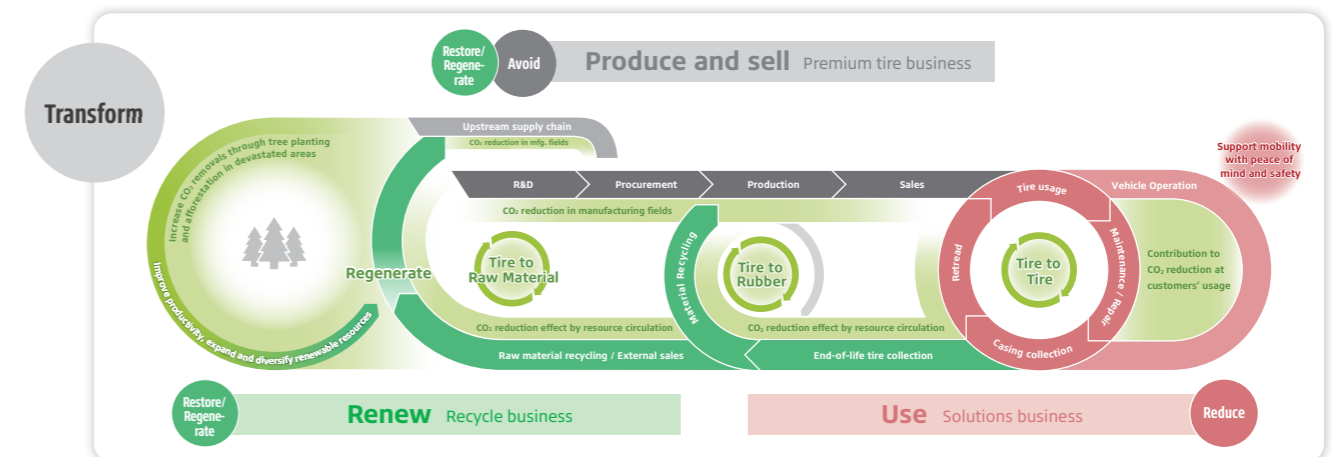 Transform
Restore/
Regene-
rate
Avoid
Produce and sell Premium tire business
Upstream supply chain
CO₂ reduction in mfg. fields
Increase CO₂ removals through tree planting
and afforestation in devastated areas
Improve productivity, expand and diversify renewable resources
Regenerate
R&D
Procurement
Production
Sales
CO₂ reduction in manufacturing fields
Tire to
Raw Material
Material Recycling
Tire to
Rubber
CO₂ reduction effect by resource circulation
CO₂ reduction effect by resource circulation
Raw material recycling / External sales
End-of-life tire collection
Tire usage
Maintenance / Repair
Casing collection
Retread
Tire to
Tire
Vehicle Operation
Contribution to
CO₂ reduction at
customers' usage
Support mobility
with peace of
mind and safety
Restore/
Regene-
rate
Renew Recycle business
Use Solutions business
Reduce